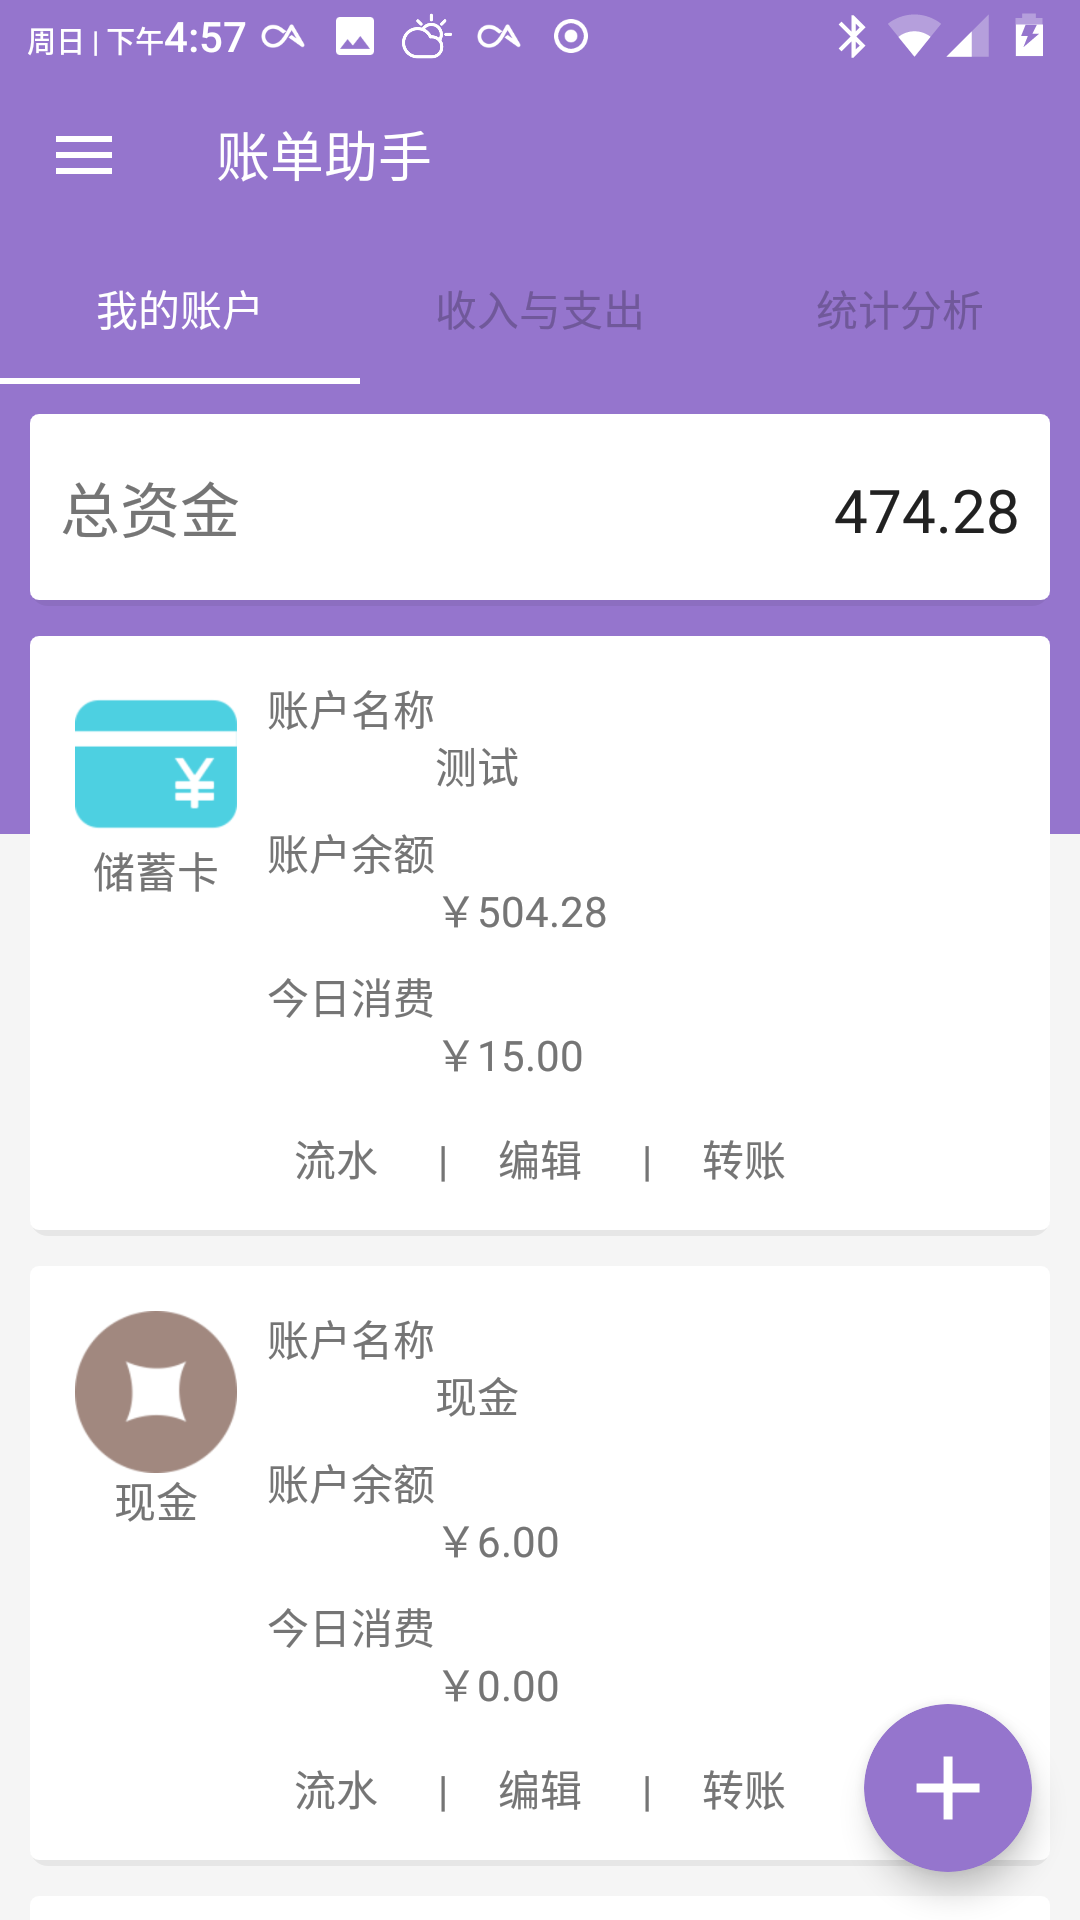 周日 | 下午4:57
账单助手
我的账户 收入与支出 统计分析
总资金 474.28
账户名称
测试
储蓄卡
账户余额
￥504.28
今日消费
￥15.00
流水 | 编辑 | 转账
账户名称
现金
现金
账户余额
￥6.00
今日消费
￥0.00
流水 | 编辑 | 转账